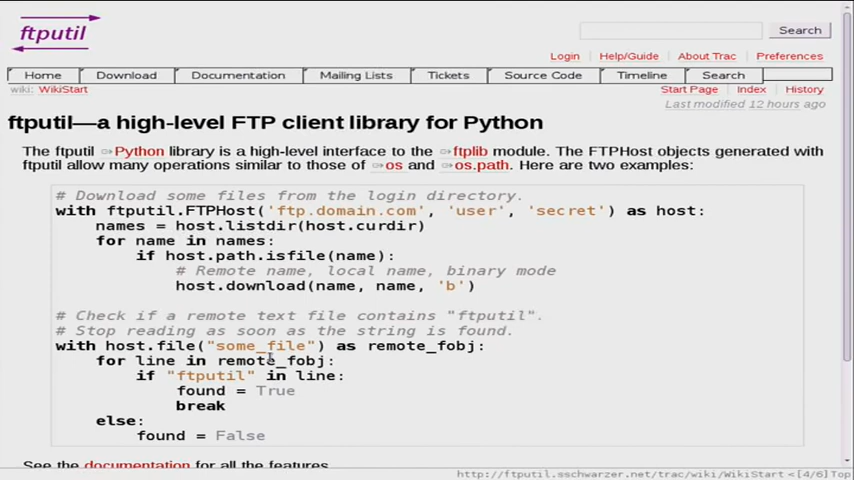 ftputil
Search
Login Help/Guide About Trac Preferences
Home Download Documentation Mailing Lists Tickets Source Code Timeline Search
wiki: WikiStart
Start Page Index History
Last modified 12 hours ago
ftputil—a high-level FTP client library for Python
The ftputil Python library is a high-level interface to the ftplib module. The FTPHost objects generated with
ftputil allow many operations similar to those of os and os.path. Here are two examples:
# Download some files from the login directory.
with ftputil.FTPHost('ftp.domain.com', 'user', 'secret') as host:
names = host.listdir(host.curdir)
for name in names:
if host.path.isfile(name):
# Remote name, local name, binary mode
host.download(name, name, 'b')
# Check if a remote text file contains "ftputil".
# Stop reading as soon as the string is found.
with host.file("some_file") as remote_fobj:
for line in remote_fobj:
if "ftputil" in line:
found = True
break
else:
found = False
See the documentation for all the features.
http://ftputil.sschwarzer.net/trac/wiki/WikiStart <[4/6]Top